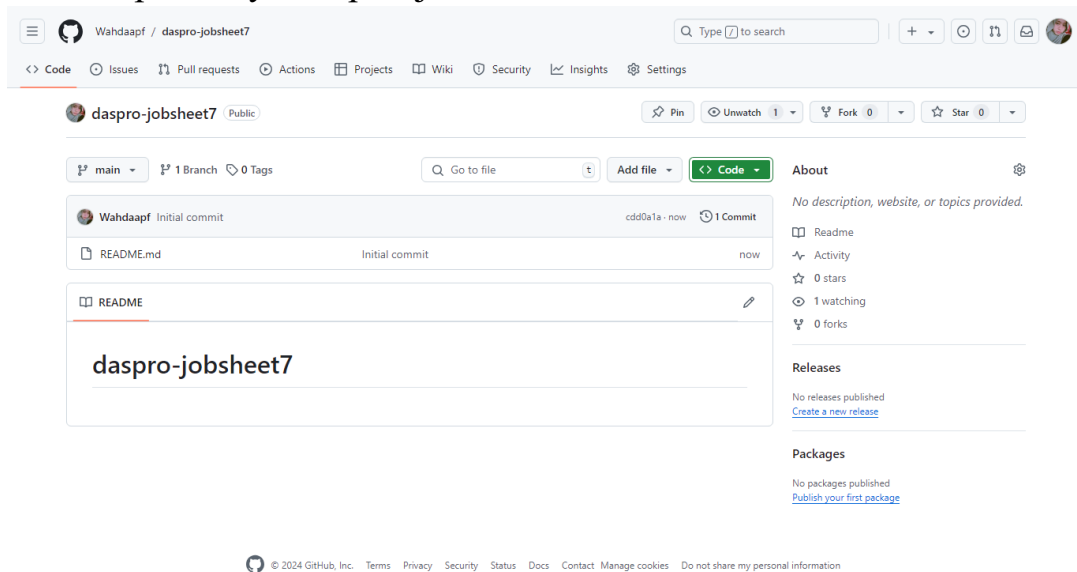 Wahdaapf / daspro-jobsheet7
Type / to search
Code Issues Pull requests Actions Projects Wiki Security Insights Settings
daspro-jobsheet7 Public
Pin Unwatch 1 Fork 0 Star 0
main 1 Branch 0 Tags Go to file t Add file <> Code
Wahdaapf Initial commit cdd0a1a · now 1 Commit
README.md Initial commit now
README
daspro-jobsheet7
About
No description, website, or topics provided.
Readme
Activity
0 stars
1 watching
0 forks
Releases
No releases published
Create a new release
Packages
No packages published
Publish your first package
© 2024 GitHub, Inc. Terms Privacy Security Status Docs Contact Manage cookies Do not share my personal information